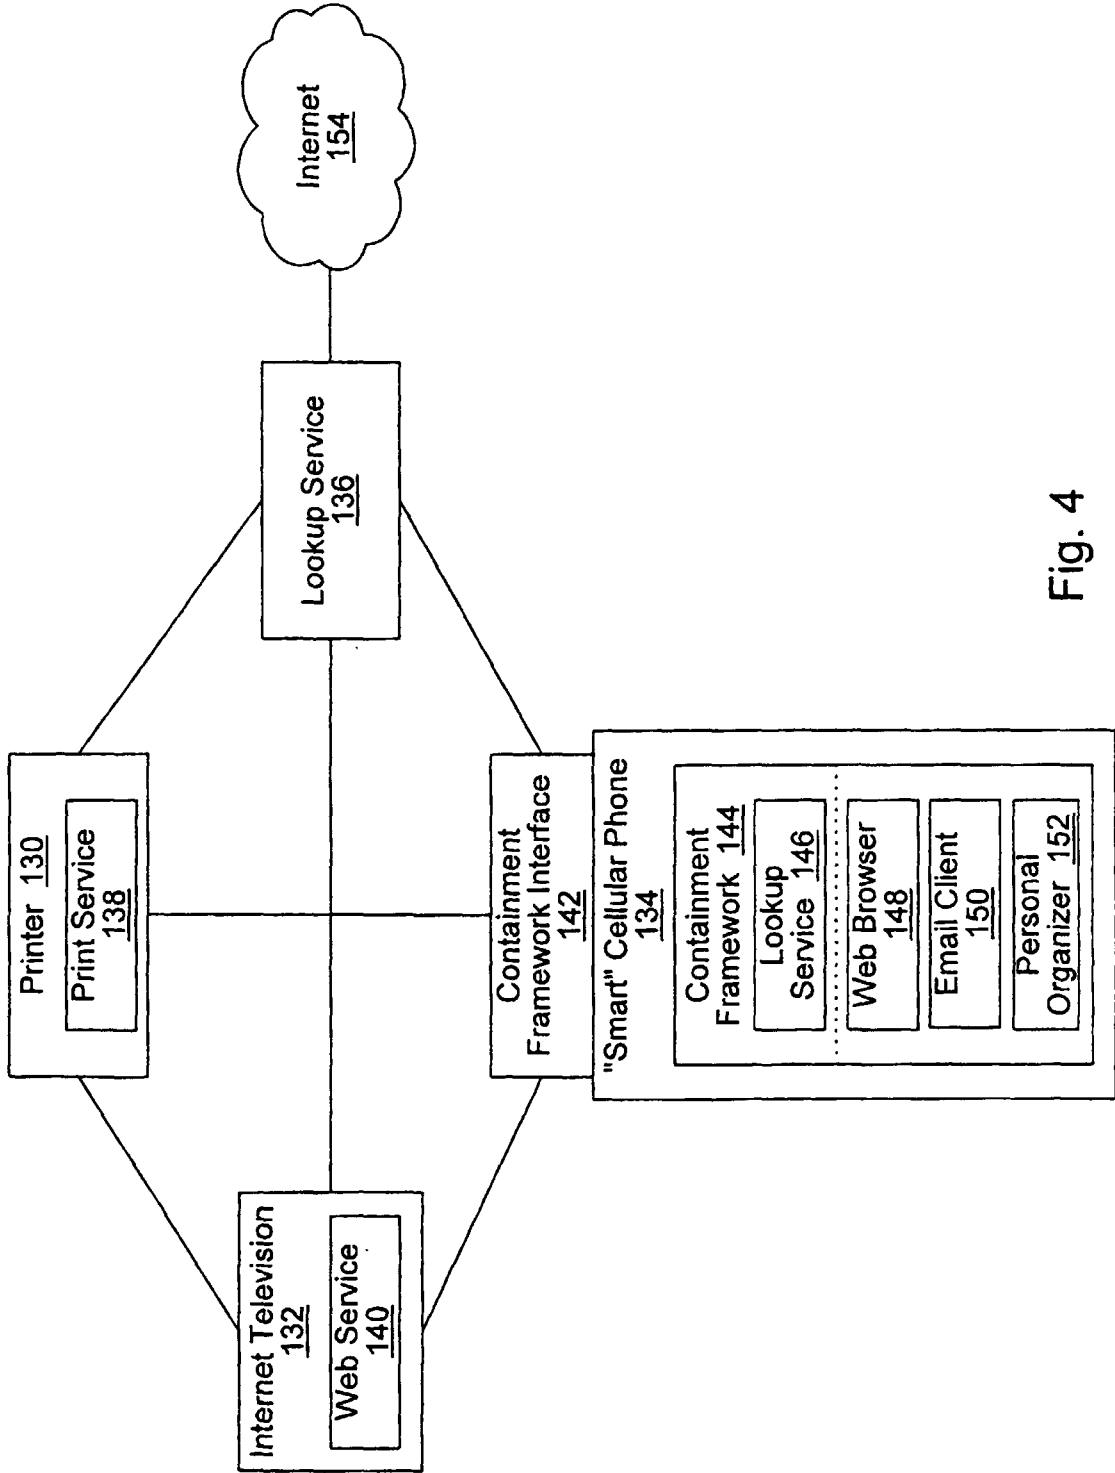 Printer 130
Print Service
138
Internet Television
132
Web Service
140
Lookup Service
136
Internet
154
Containment
Framework Interface
142
"Smart" Cellular Phone
134
Containment
Framework 144
Lookup
Service 146
Web Browser
148
Email Client
150
Personal
Organizer 152
Fig. 4